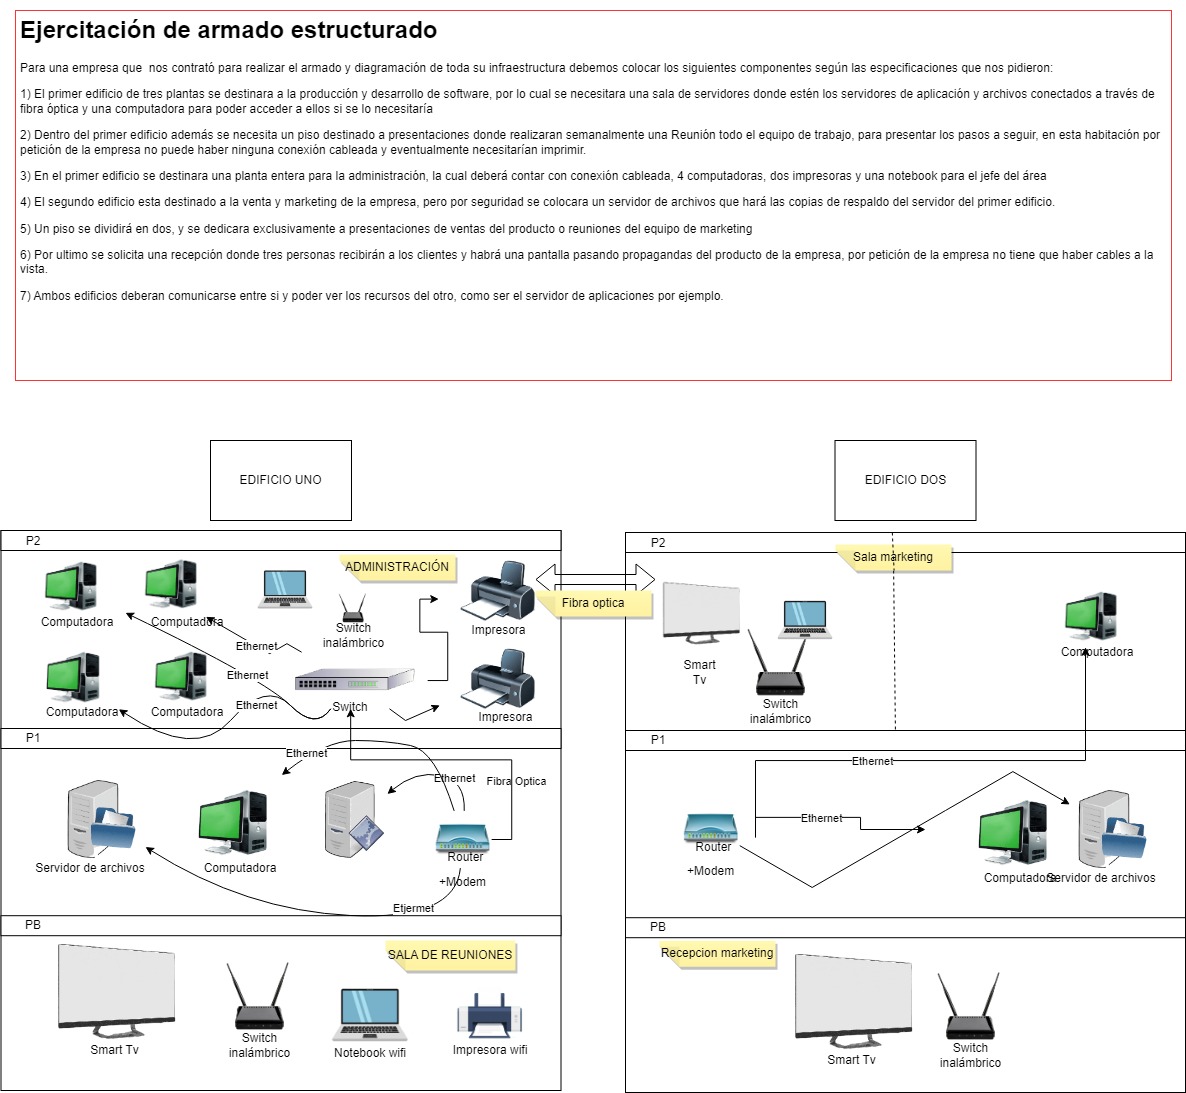 Ejercitación de armado estructurado
Para una empresa que  nos contrató para realizar el armado y diagramación de toda su infraestructura debemos colocar los siguientes componentes según las especificaciones que nos pidieron:
1) El primer edificio de tres plantas se destinara a la producción y desarrollo de software, por lo cual se necesitara una sala de servidores donde estén los servidores de aplicación y archivos conectados a través de
fibra óptica y una computadora para poder acceder a ellos si se lo necesitaría
2) Dentro del primer edificio además se necesita un piso destinado a presentaciones donde realizaran semanalmente una Reunión todo el equipo de trabajo, para presentar los pasos a seguir, en esta habitación por
petición de la empresa no puede haber ninguna conexión cableada y eventualmente necesitarían imprimir.
3) En el primer edificio se destinara una planta entera para la administración, la cual deberá contar con conexión cableada, 4 computadoras, dos impresoras y una notebook para el jefe del área
4) El segundo edificio esta destinado a la venta y marketing de la empresa, pero por seguridad se colocara un servidor de archivos que hará las copias de respaldo del servidor del primer edificio.
5) Un piso se dividirá en dos, y se dedicara exclusivamente a presentaciones de ventas del producto o reuniones del equipo de marketing
6) Por ultimo se solicita una recepción donde tres personas recibirán a los clientes y habrá una pantalla pasando propagandas del producto de la empresa, por petición de la empresa no tiene que haber cables a la
vista.
7) Ambos edificios deberan comunicarse entre si y poder ver los recursos del otro, como ser el servidor de aplicaciones por ejemplo.
EDIFICIO UNO
EDIFICIO DOS
P2
ADMINISTRACIÓN
Computadora
Computadora
Switch
inalámbrico
Impresora
Ethernet
Ethernet
Ethernet
Computadora
Computadora
Switch
Impresora
Fibra optica
P2
Sala marketing
Smart
Tv
Switch
inalámbrico
Computadora
P1
Ethernet
Ethernet
Fibra Optica
Servidor de archivos
Computadora
Router
+Modem
Etjermet
P1
Ethernet
Ethernet
Router
+Modem
Computadora
Servidor de archivos
PB
SALA DE REUNIONES
Smart Tv
Switch
inalámbrico
Notebook wifi
Impresora wifi
PB
Recepcion marketing
Smart Tv
Switch
inalámbrico